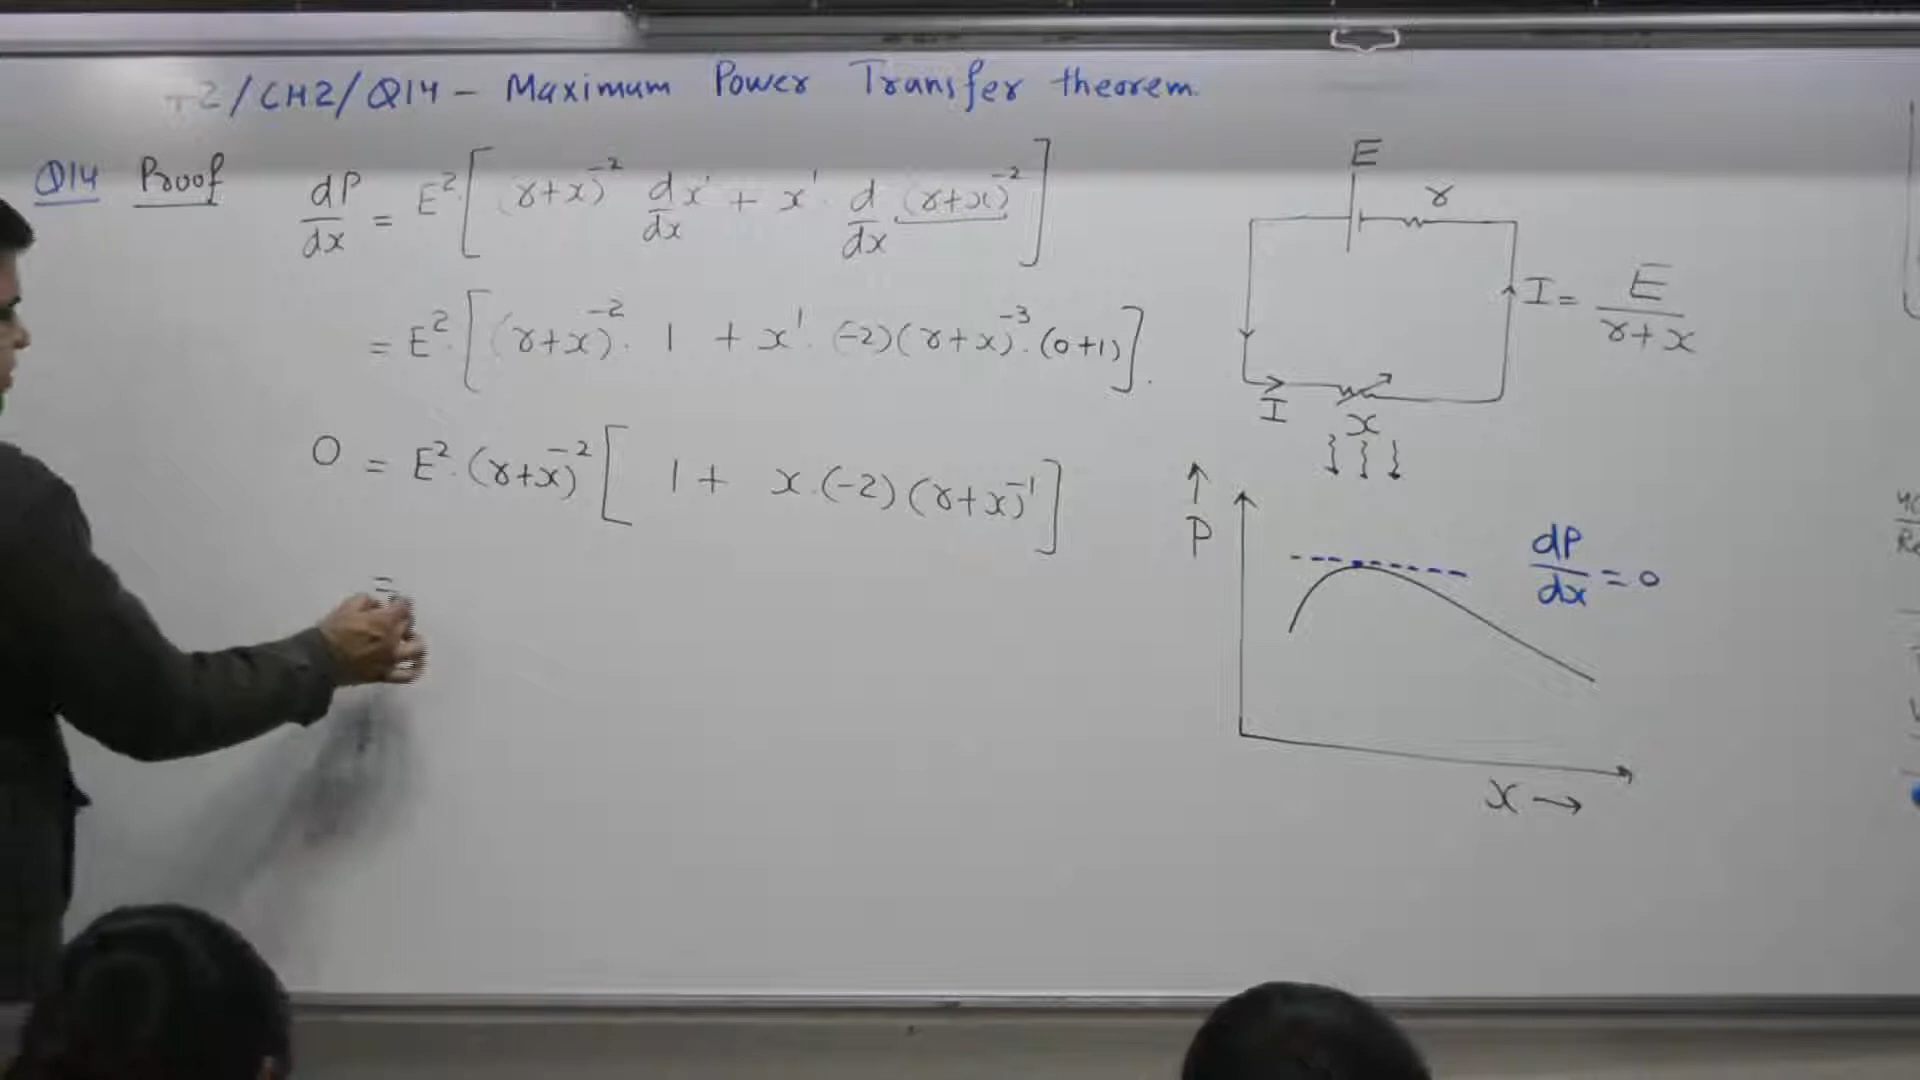 T2/CH2/Q14 - Maximum Power Transfer theorem.
Q14 Proof
dP/dx = E². [ (r+x)⁻² d/dx x¹ + x¹ · d/dx (r+x)⁻² ]
= E². [ (r+x)⁻² · 1 + x¹ · (-2)(r+x)⁻³ · (0+1) ].
0 = E². (r+x)⁻² [ 1 + x·(-2)(r+x)⁻¹ ]
=
E
r
I = E/(r+x)
I
x
P
dP/dx = 0
x →